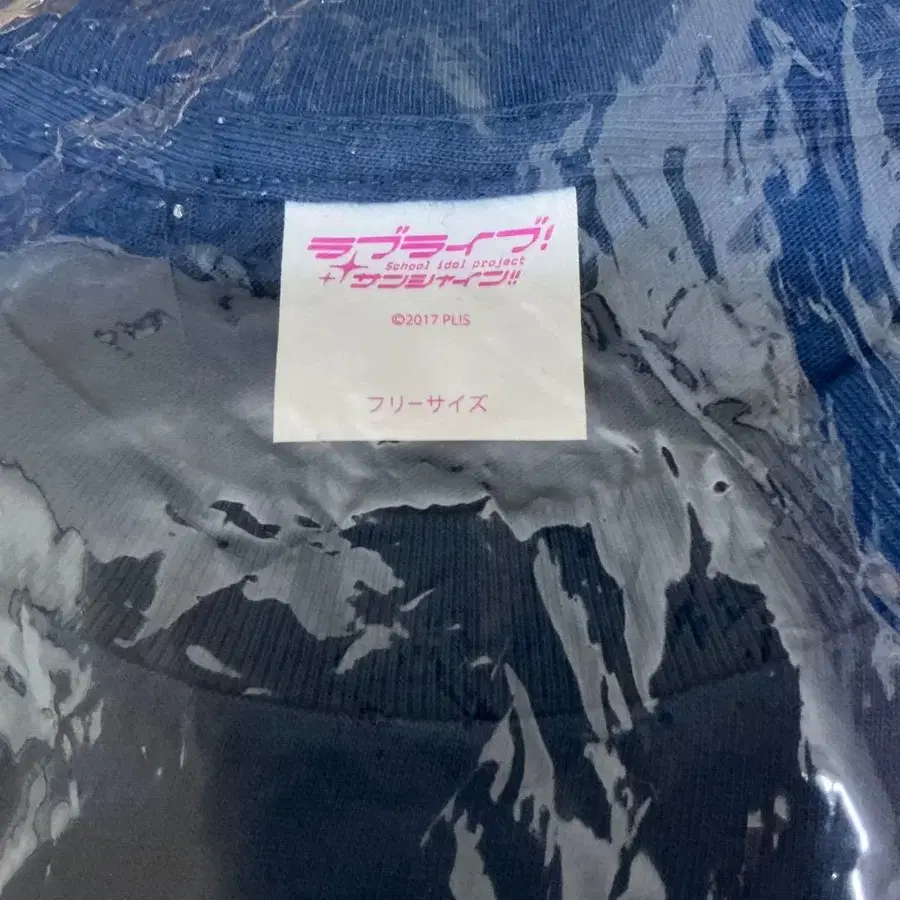 ラブライブ!
School idol project
サンシャイン!!
©2017 PL!S
フリーサイズ